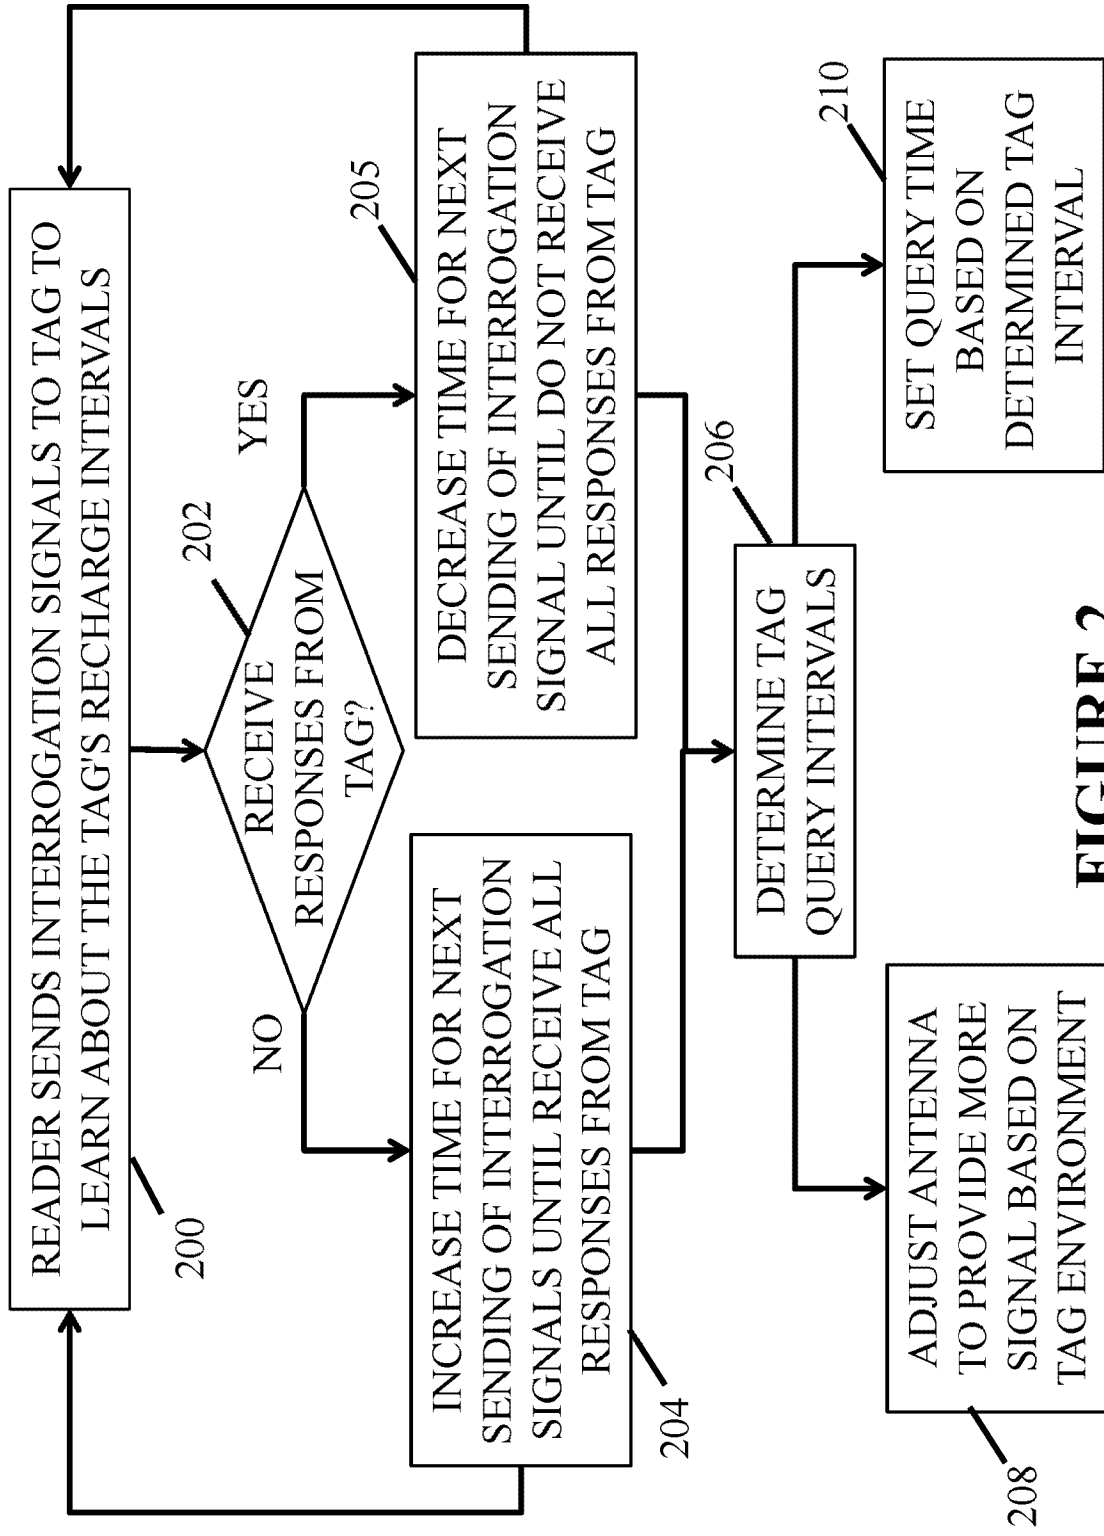 READER SENDS INTERROGATION SIGNALS TO TAG TO
LEARN ABOUT THE TAG'S RECHARGE INTERVALS
200
202
RECEIVE
RESPONSES FROM
TAG?
NO
YES
INCREASE TIME FOR NEXT
SENDING OF INTERROGATION
SIGNALS UNTIL RECEIVE ALL
RESPONSES FROM TAG
204
205
DECREASE TIME FOR NEXT
SENDING OF INTERROGATION
SIGNAL UNTIL DO NOT RECEIVE
ALL RESPONSES FROM TAG
206
DETERMINE TAG
QUERY INTERVALS
ADJUST ANTENNA
TO PROVIDE MORE
SIGNAL BASED ON
TAG ENVIRONMENT
208
210
SET QUERY TIME
BASED ON
DETERMINED TAG
INTERVAL
FIGURE 2